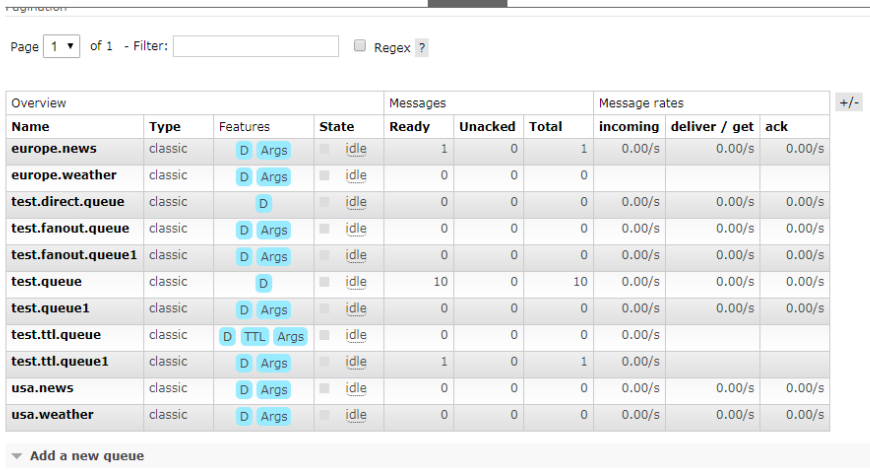 Pagination
Page 1 of 1 - Filter: Regex ?
Overview Messages Message rates +/-
Name Type Features State Ready Unacked Total incoming deliver / get ack
europe.news classic D Args idle 1 0 1 0.00/s 0.00/s 0.00/s
europe.weather classic D Args idle 0 0 0
test.direct.queue classic D idle 0 0 0 0.00/s 0.00/s 0.00/s
test.fanout.queue classic D Args idle 0 0 0 0.00/s 0.00/s 0.00/s
test.fanout.queue1 classic D Args idle 0 0 0 0.00/s 0.00/s 0.00/s
test.queue classic D idle 10 0 10 0.00/s 0.00/s 0.00/s
test.queue1 classic D Args idle 0 0 0 0.00/s 0.00/s 0.00/s
test.ttl.queue classic D TTL Args idle 0 0 0 0.00/s
test.ttl.queue1 classic D Args idle 1 0 1 0.00/s
usa.news classic D Args idle 0 0 0 0.00/s 0.00/s 0.00/s
usa.weather classic D Args idle 0 0 0 0.00/s 0.00/s 0.00/s
Add a new queue